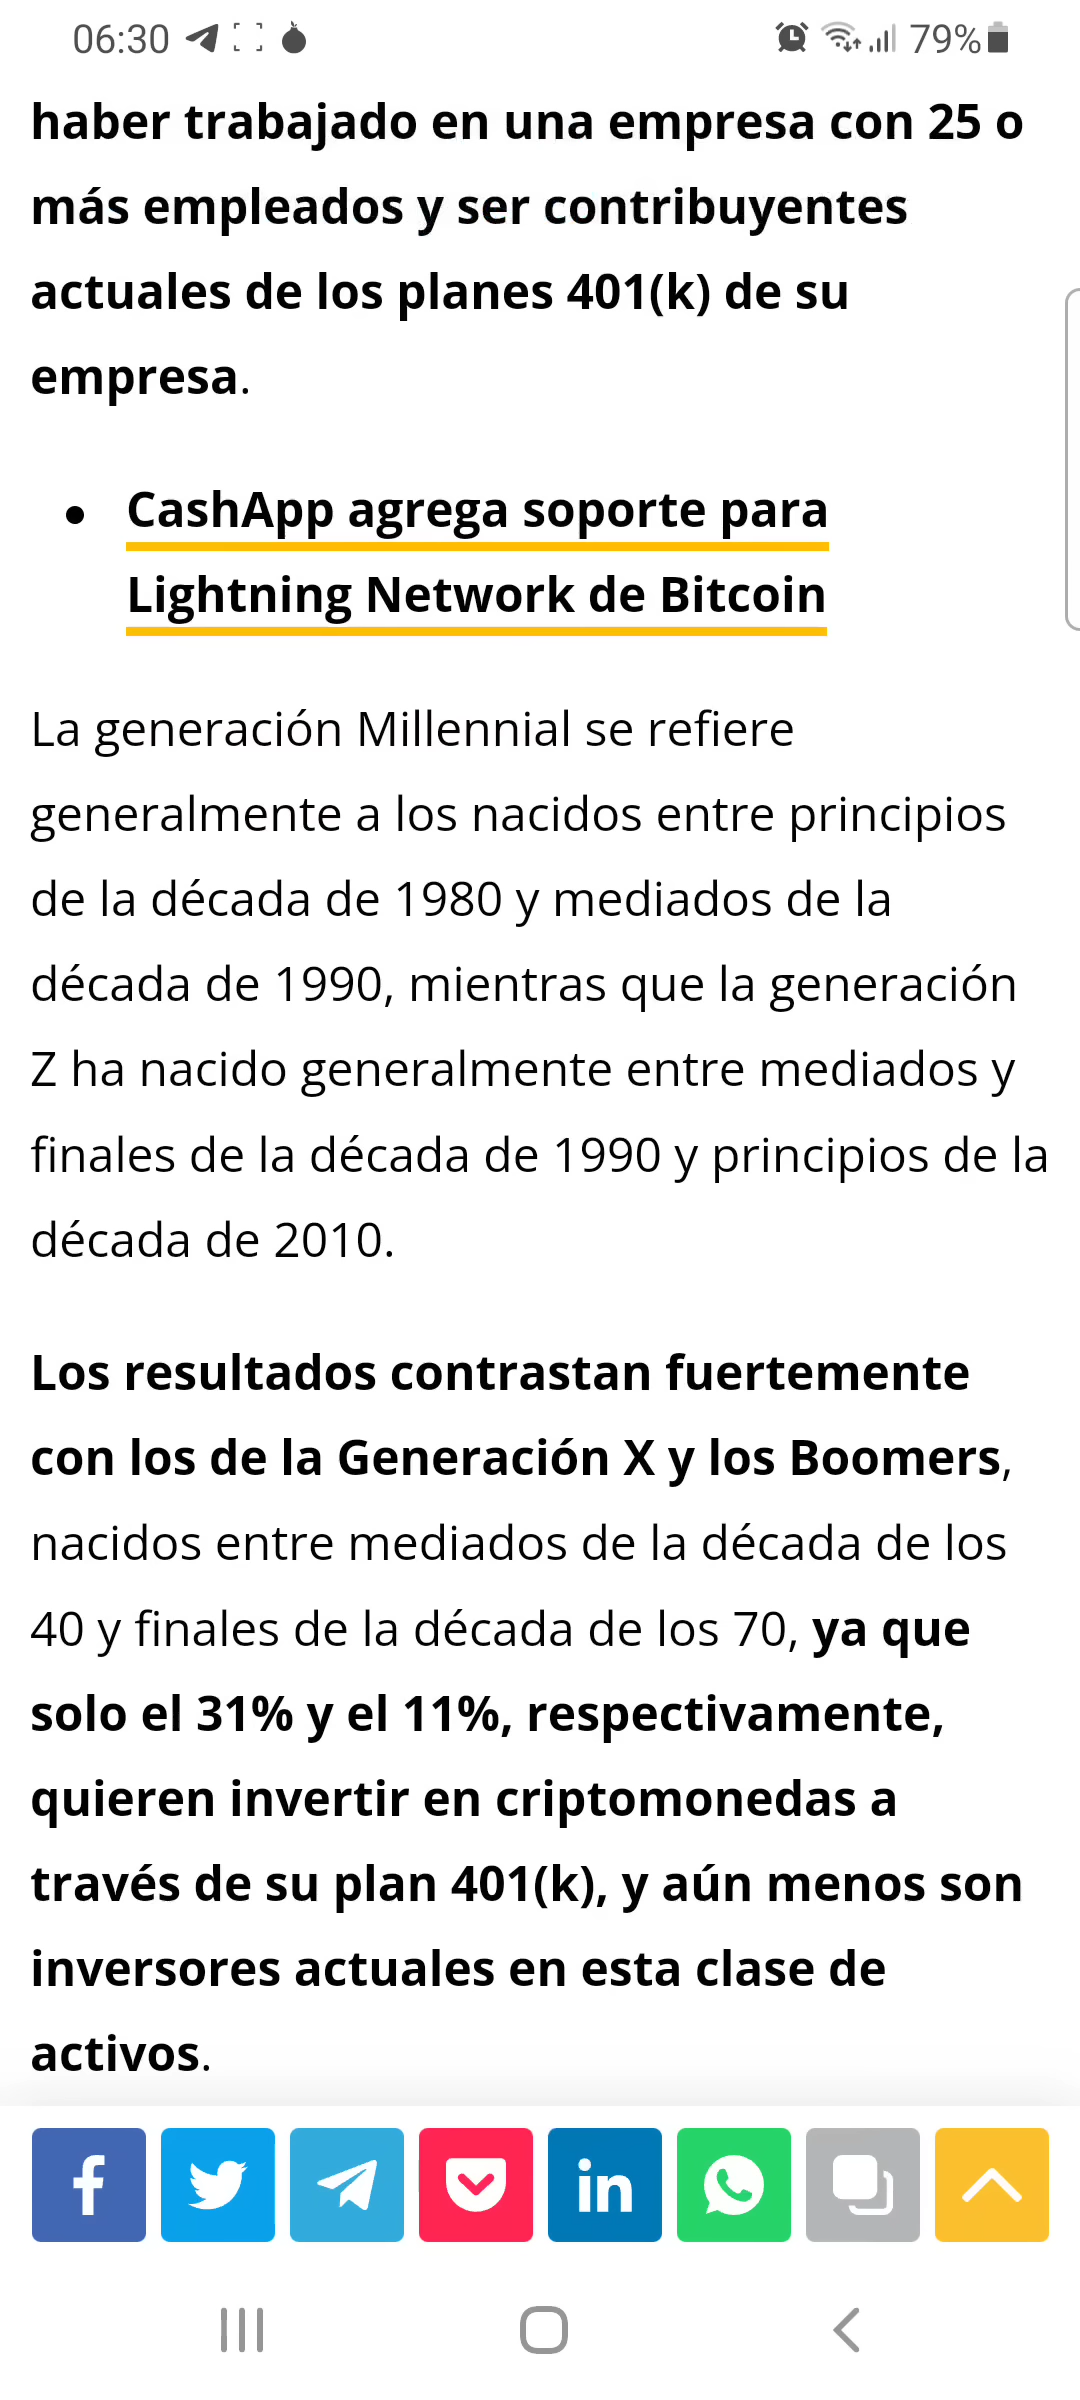 06:30
79%
haber trabajado en una empresa con 25 o
más empleados y ser contribuyentes
actuales de los planes 401(k) de su
empresa.
• CashApp agrega soporte para
Lightning Network de Bitcoin
La generación Millennial se refiere
generalmente a los nacidos entre principios
de la década de 1980 y mediados de la
década de 1990, mientras que la generación
Z ha nacido generalmente entre mediados y
finales de la década de 1990 y principios de la
década de 2010.
Los resultados contrastan fuertemente
con los de la Generación X y los Boomers,
nacidos entre mediados de la década de los
40 y finales de la década de los 70, ya que
solo el 31% y el 11%, respectivamente,
quieren invertir en criptomonedas a
través de su plan 401(k), y aún menos son
inversores actuales en esta clase de
activos.